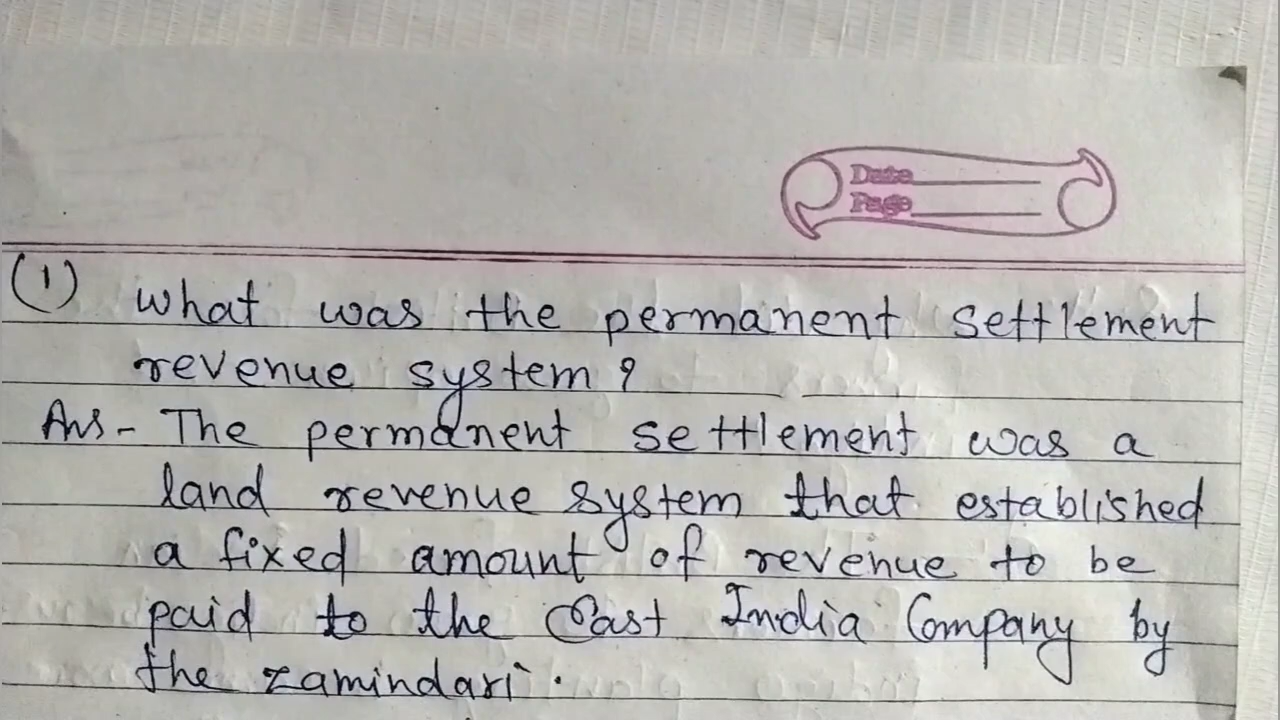 Date
Page
(1) What was the permanent settlement
revenue system?
Ans - The permanent settlement was a
land revenue system that established
a fixed amount of revenue to be
paid to the East India Company by
the zamindari.